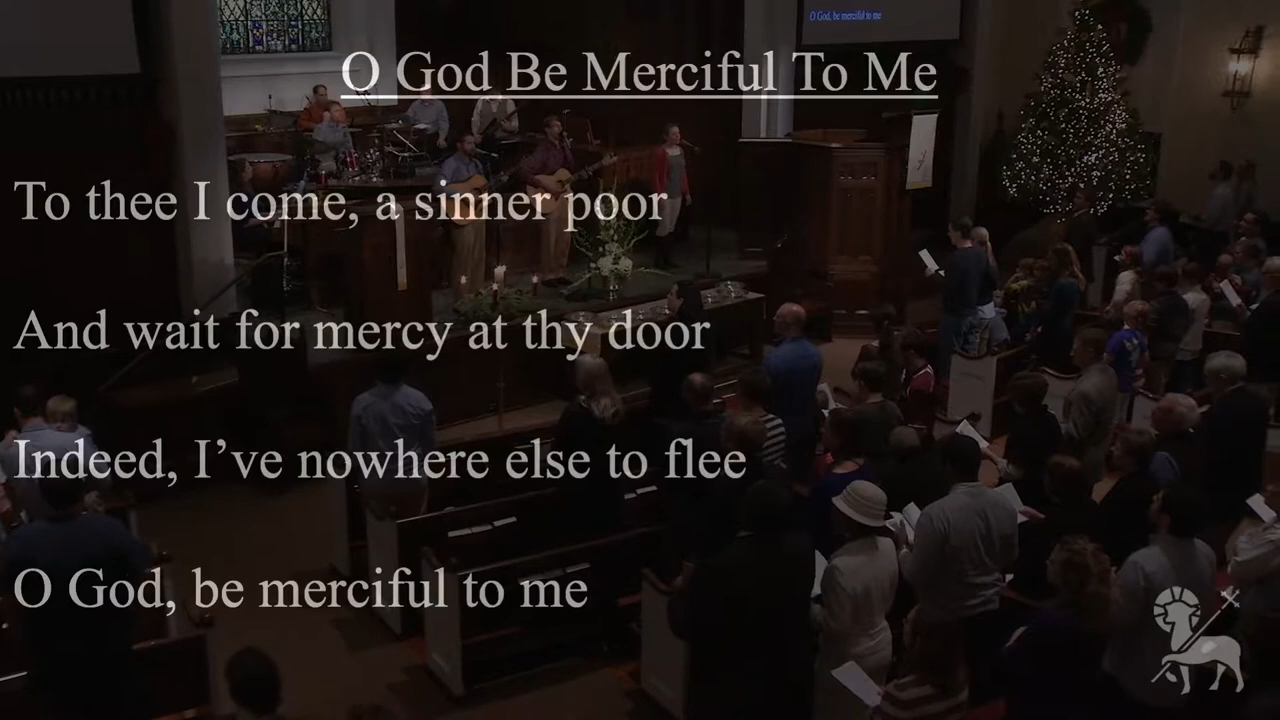 O God, be merciful to me
O God Be Merciful To Me
To thee I come, a sinner poor
And wait for mercy at thy door
Indeed, I’ve nowhere else to flee
O God, be merciful to me